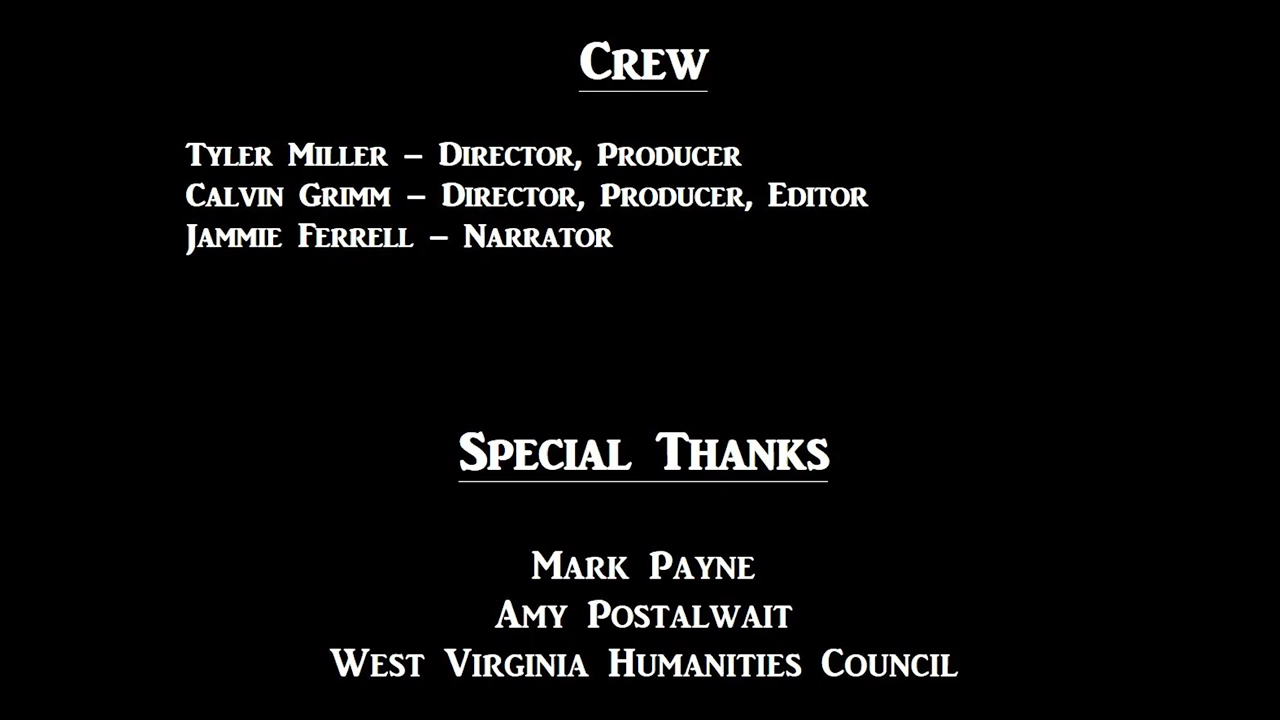 Crew
Tyler Miller – Director, Producer
Calvin Grimm – Director, Producer, Editor
Jammie Ferrell – Narrator
Special Thanks
Mark Payne
Amy Postalwait
West Virginia Humanities Council